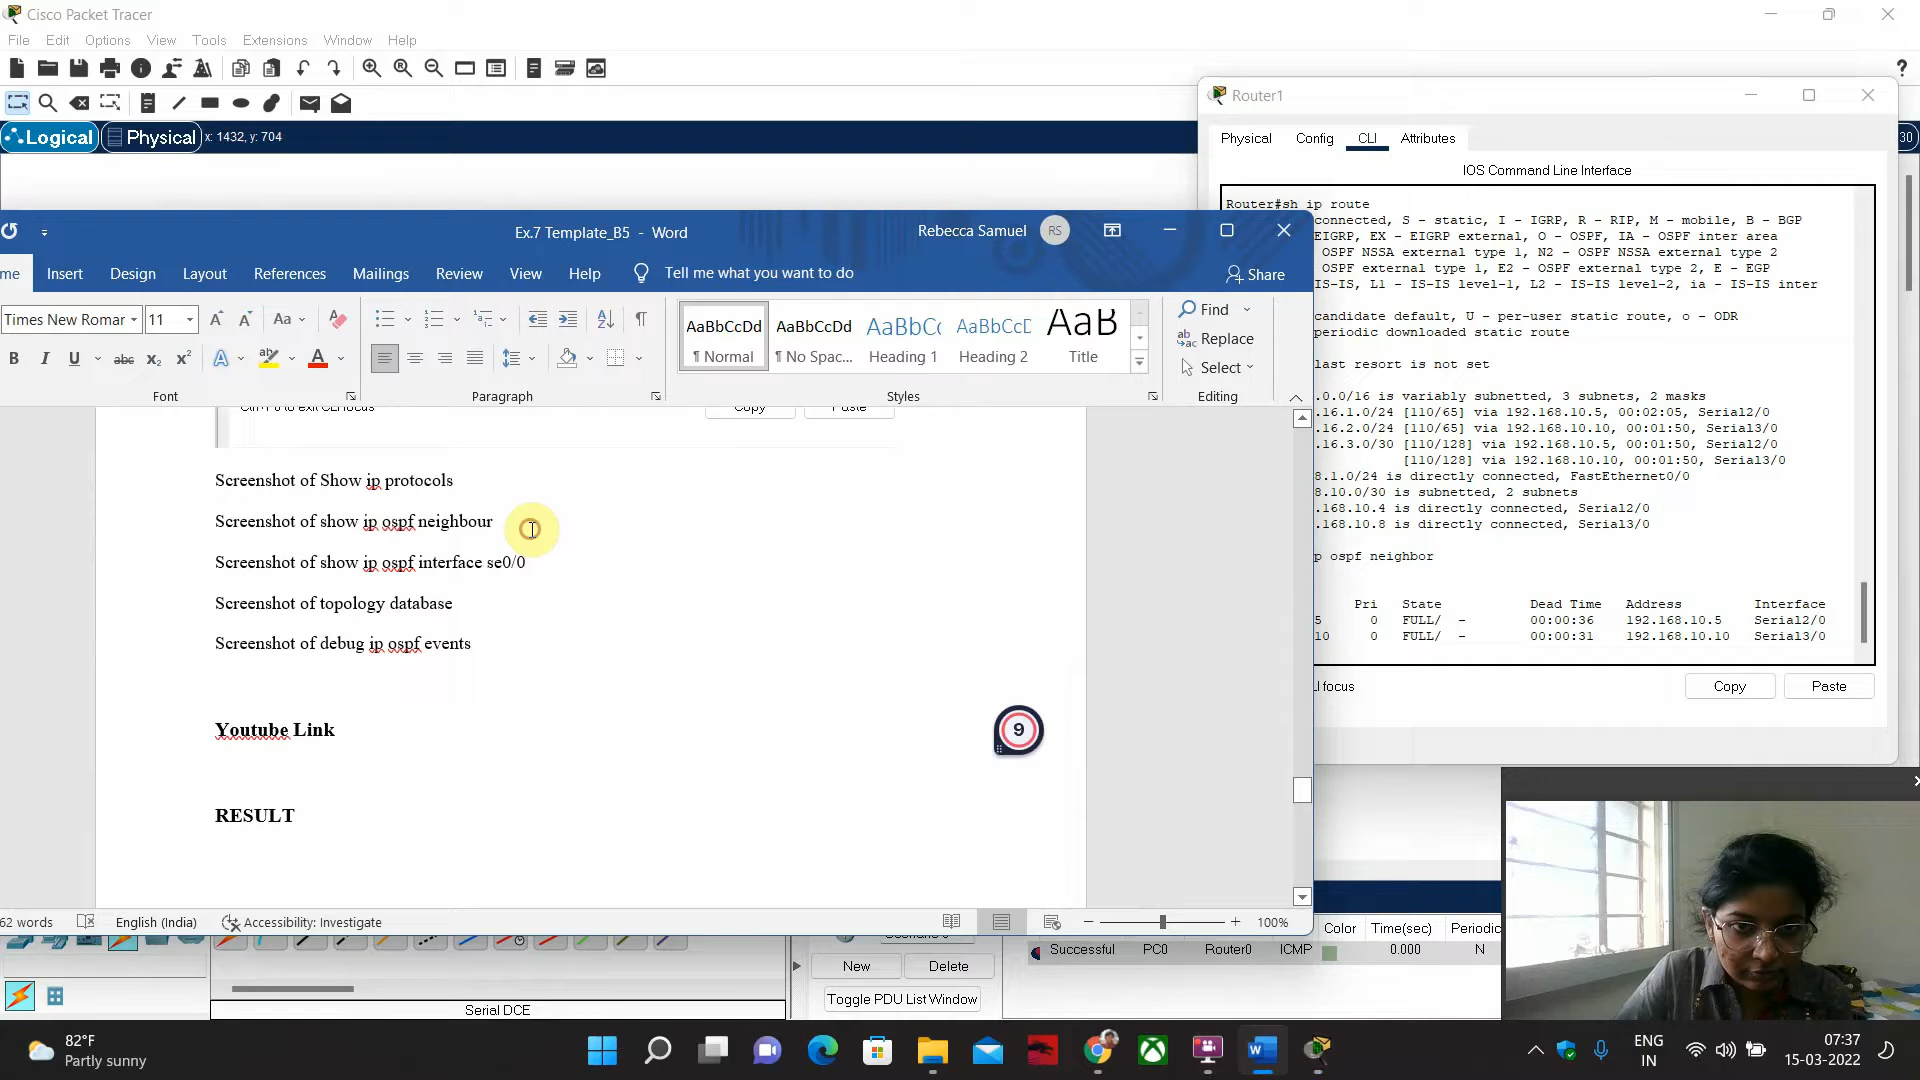 Cisco Packet Tracer
File Edit Options View Tools Extensions Window Help
Logical Physical x: 1432, y: 704
30
Router1
Physical Config CLI Attributes
IOS Command Line Interface
Router#sh ip route
connected, S - static, I - IGRP, R - RIP, M - mobile, B - BGP
EIGRP, EX - EIGRP external, O - OSPF, IA - OSPF inter area
OSPF NSSA external type 1, N2 - OSPF NSSA external type 2
OSPF external type 1, E2 - OSPF external type 2, E - EGP
IS-IS, L1 - IS-IS level-1, L2 - IS-IS level-2, ia - IS-IS inter
candidate default, U - per-user static route, o - ODR
periodic downloaded static route
last resort is not set
.0.0/16 is variably subnetted, 3 subnets, 2 masks
.16.1.0/24 [110/65] via 192.168.10.5, 00:02:05, Serial2/0
.16.2.0/24 [110/65] via 192.168.10.10, 00:01:50, Serial3/0
.16.3.0/30 [110/128] via 192.168.10.5, 00:01:50, Serial2/0
[110/128] via 192.168.10.10, 00:01:50, Serial3/0
8.1.0/24 is directly connected, FastEthernet0/0
8.10.0/30 is subnetted, 2 subnets
.168.10.4 is directly connected, Serial2/0
.168.10.8 is directly connected, Serial3/0
p ospf neighbor
Pri State Dead Time Address Interface
5 0 FULL/ - 00:00:36 192.168.10.5 Serial2/0
10 0 FULL/ - 00:00:31 192.168.10.10 Serial3/0
LI focus
Copy Paste
Ex.7 Template_B5 - Word
Rebecca Samuel RS
me Insert Design Layout References Mailings Review View Help Tell me what you want to do Share
Times New Romar 11 Aa
B I U abc x2 x2 A A
AaBbCcDd AaBbCcDd AaBbCc AaBbCcD AaB
¶ Normal ¶ No Spac... Heading 1 Heading 2 Title
Find
Replace
Select
Font Paragraph Styles Editing
Ctrl+F6 to exit CLI focus
Copy Paste
Screenshot of Show ip protocols
Screenshot of show ip ospf neighbour
Screenshot of show ip ospf interface se0/0
Screenshot of topology database
Screenshot of debug ip ospf events
Youtube Link
9
RESULT
62 words English (India) Accessibility: Investigate 100%
New Delete
Toggle PDU List Window
Serial DCE
Color Time(sec) Periodic
Successful PC0 Router0 ICMP 0.000 N
82°F
Partly sunny
ENG
IN
07:37
15-03-2022